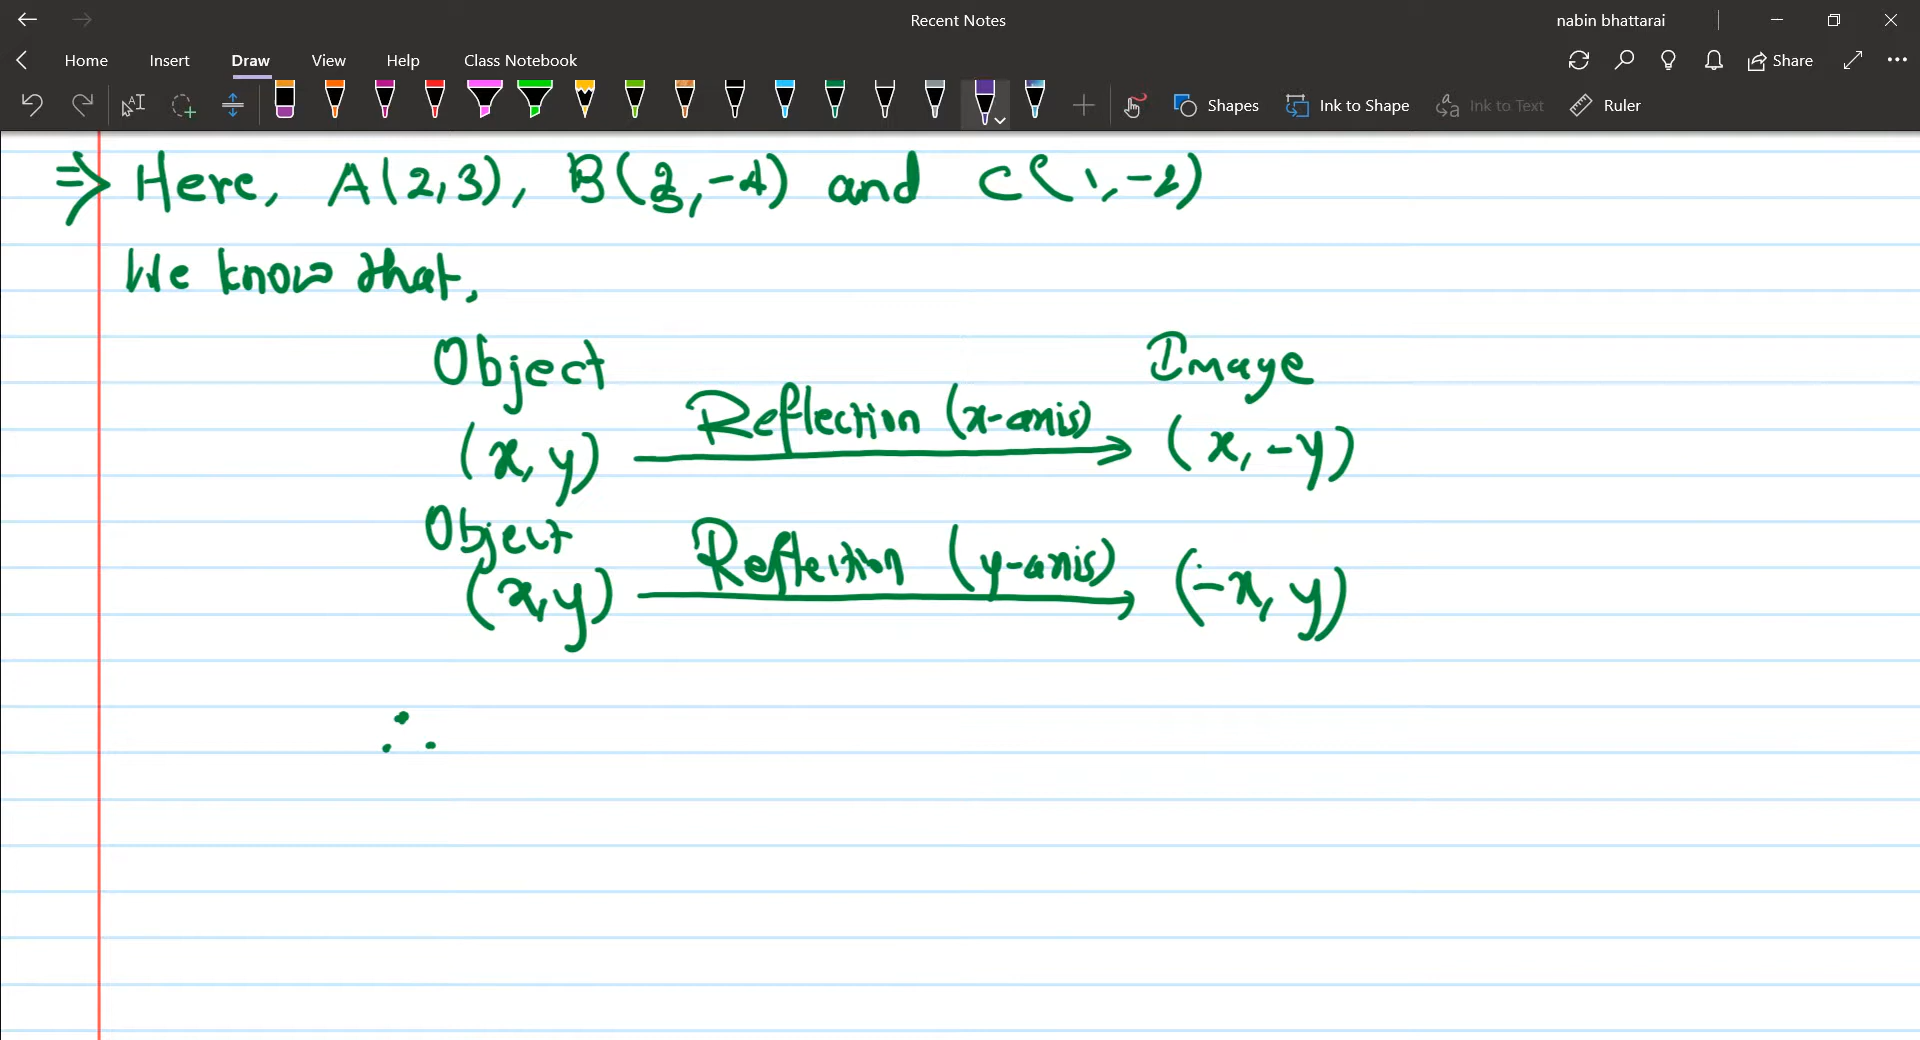 Recent Notes
nabin bhattarai
Home Insert Draw View Help Class Notebook Share
Shapes Ink to Shape Ink to Text Ruler
⇒ Here, A(2,3), B(3,-4) and C(1,-2)
We know that,
Object Image
(x, y) Reflection (x-axis) (x, -y)
Object
(x,y) Reflection (y-axis) (-x, y)
∴